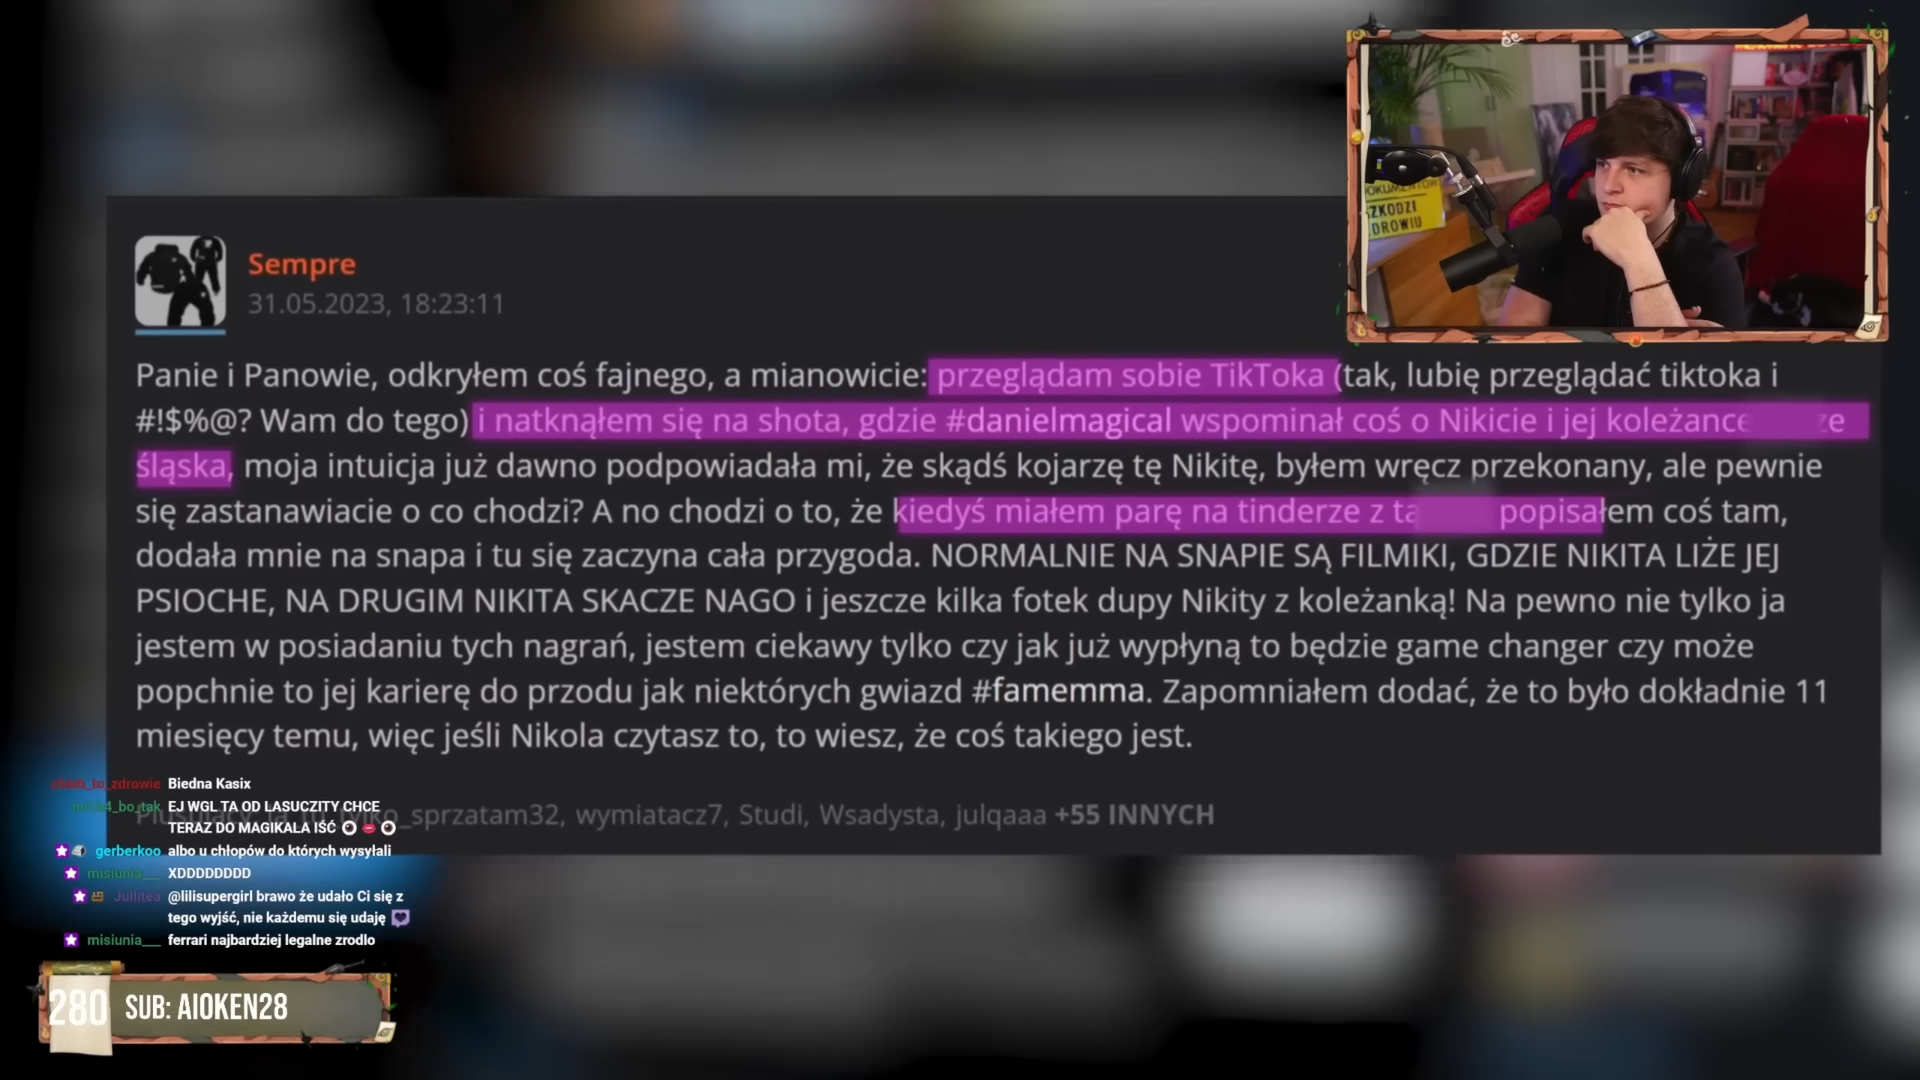 Sempre
31.05.2023, 18:23:11
Panie i Panowie, odkryłem coś fajnego, a mianowicie: przeglądam sobie TikToka (tak, lubię przeglądać tiktoka i
#!$%@? Wam do tego) i natknąłem się na shota, gdzie #danielmagical wspominał coś o Nikicie i jej koleżance ze
śląska, moja intuicja już dawno podpowiadała mi, że skądś kojarzę tę Nikitę, byłem wręcz przekonany, ale pewnie
się zastanawiacie o co chodzi? A no chodzi o to, że kiedyś miałem parę na tinderze z tą popisałem coś tam,
dodała mnie na snapa i tu się zaczyna cała przygoda. NORMALNIE NA SNAPIE SĄ FILMIKI, GDZIE NIKITA LIŻE JEJ
PSIOCHE, NA DRUGIM NIKITA SKACZE NAGO i jeszcze kilka fotek dupy Nikity z koleżanką! Na pewno nie tylko ja
jestem w posiadaniu tych nagrań, jestem ciekawy tylko czy jak już wypłyną to będzie game changer czy może
popchnie to jej karierę do przodu jak niektórych gwiazd #famemma. Zapomniałem dodać, że to było dokładnie 11
miesięcy temu, więc jeśli Nikola czytasz to, to wiesz, że coś takiego jest.
_sprzatam32, wymiatacz7, Studi, Wsadysta, julqaaa +55 INNYCH
Biedna Kasix
EJ WGL TA OD LASUCZITY CHCE
TERAZ DO MAGIKALA IŚĆ
gerberkoo albo u chłopów do których wysyłali
misiunia__ XDDDDDDDD
Jullitea @lilisupergirl brawo że udało Ci się z
tego wyjść, nie każdemu się udaję
misiunia__ ferrari najbardziej legalne zrodlo
280 SUB: AIOKEN28
DOKUMENTÓW
SZKODZI
ZDROWIU